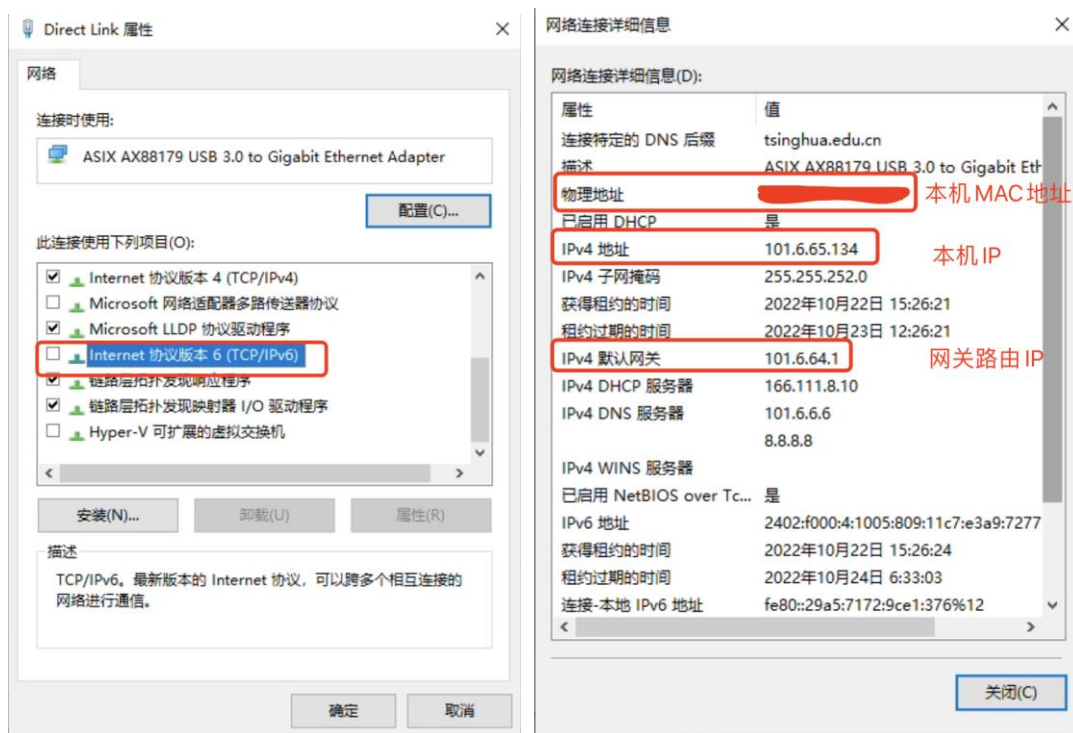 Direct Link 属性
网络
连接时使用:
ASIX AX88179 USB 3.0 to Gigabit Ethernet Adapter
配置(C)...
此连接使用下列项目(O):
Internet 协议版本 4 (TCP/IPv4)
Microsoft 网络适配器多路传送器协议
Microsoft LLDP 协议驱动程序
Internet 协议版本 6 (TCP/IPv6)
链路层拓扑发现响应程序
链路层拓扑发现映射器 I/O 驱动程序
Hyper-V 可扩展的虚拟交换机
安装(N)...
卸载(U)
属性(R)
描述
TCP/IPv6。最新版本的 Internet 协议，可以跨多个相互连接的
网络进行通信。
确定
取消
网络连接详细信息
网络连接详细信息(D):
属性 值
连接特定的 DNS 后缀 tsinghua.edu.cn
描述 ASIX AX88179 USB 3.0 to Gigabit Eth
物理地址 本机MAC地址
已启用 DHCP 是
IPv4 地址 101.6.65.134 本机IP
IPv4 子网掩码 255.255.252.0
获得租约的时间 2022年10月22日 15:26:21
租约过期的时间 2022年10月23日 12:26:21
IPv4 默认网关 101.6.64.1 网关路由IP
IPv4 DHCP 服务器 166.111.8.10
IPv4 DNS 服务器 101.6.6.6
8.8.8.8
IPv4 WINS 服务器
已启用 NetBIOS over Tc... 是
IPv6 地址 2402:f000:4:1005:809:11c7:e3a9:7277
获得租约的时间 2022年10月22日 15:26:24
租约过期的时间 2022年10月24日 6:33:03
连接-本地 IPv6 地址 fe80::29a5:7172:9ce1:376%12
关闭(C)